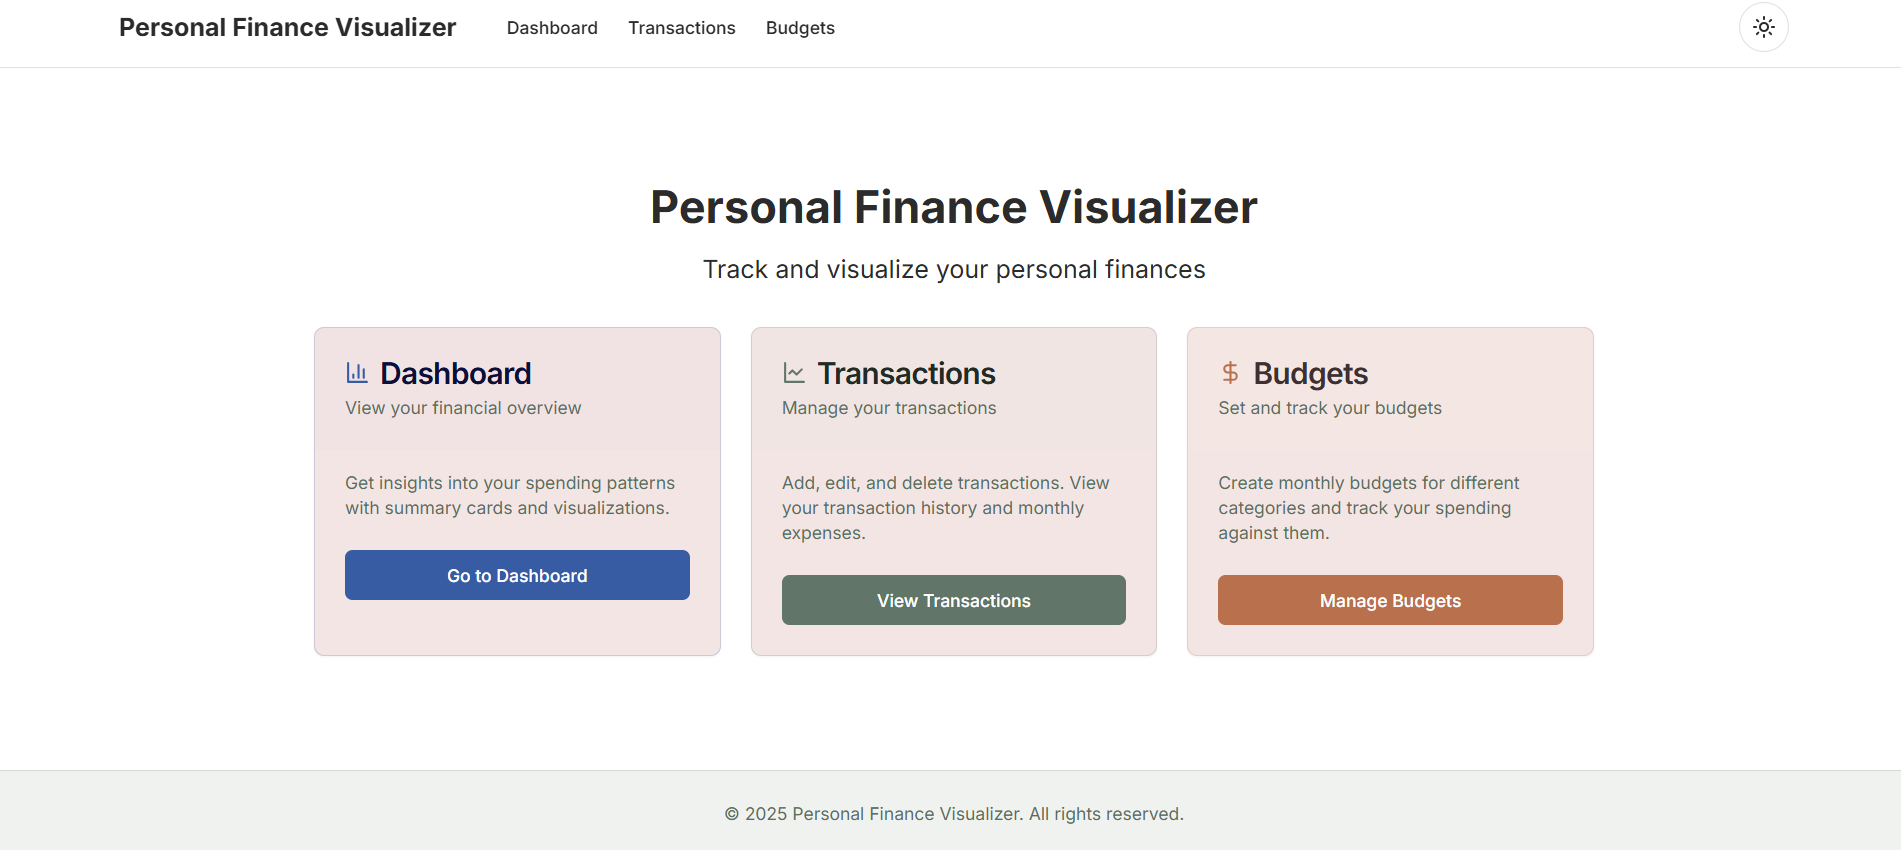 Personal Finance Visualizer
Dashboard
Transactions
Budgets
Personal Finance Visualizer
Track and visualize your personal finances
Dashboard
View your financial overview
Get insights into your spending patterns
with summary cards and visualizations.
Go to Dashboard
Transactions
Manage your transactions
Add, edit, and delete transactions. View
your transaction history and monthly
expenses.
View Transactions
Budgets
Set and track your budgets
Create monthly budgets for different
categories and track your spending
against them.
Manage Budgets
© 2025 Personal Finance Visualizer. All rights reserved.